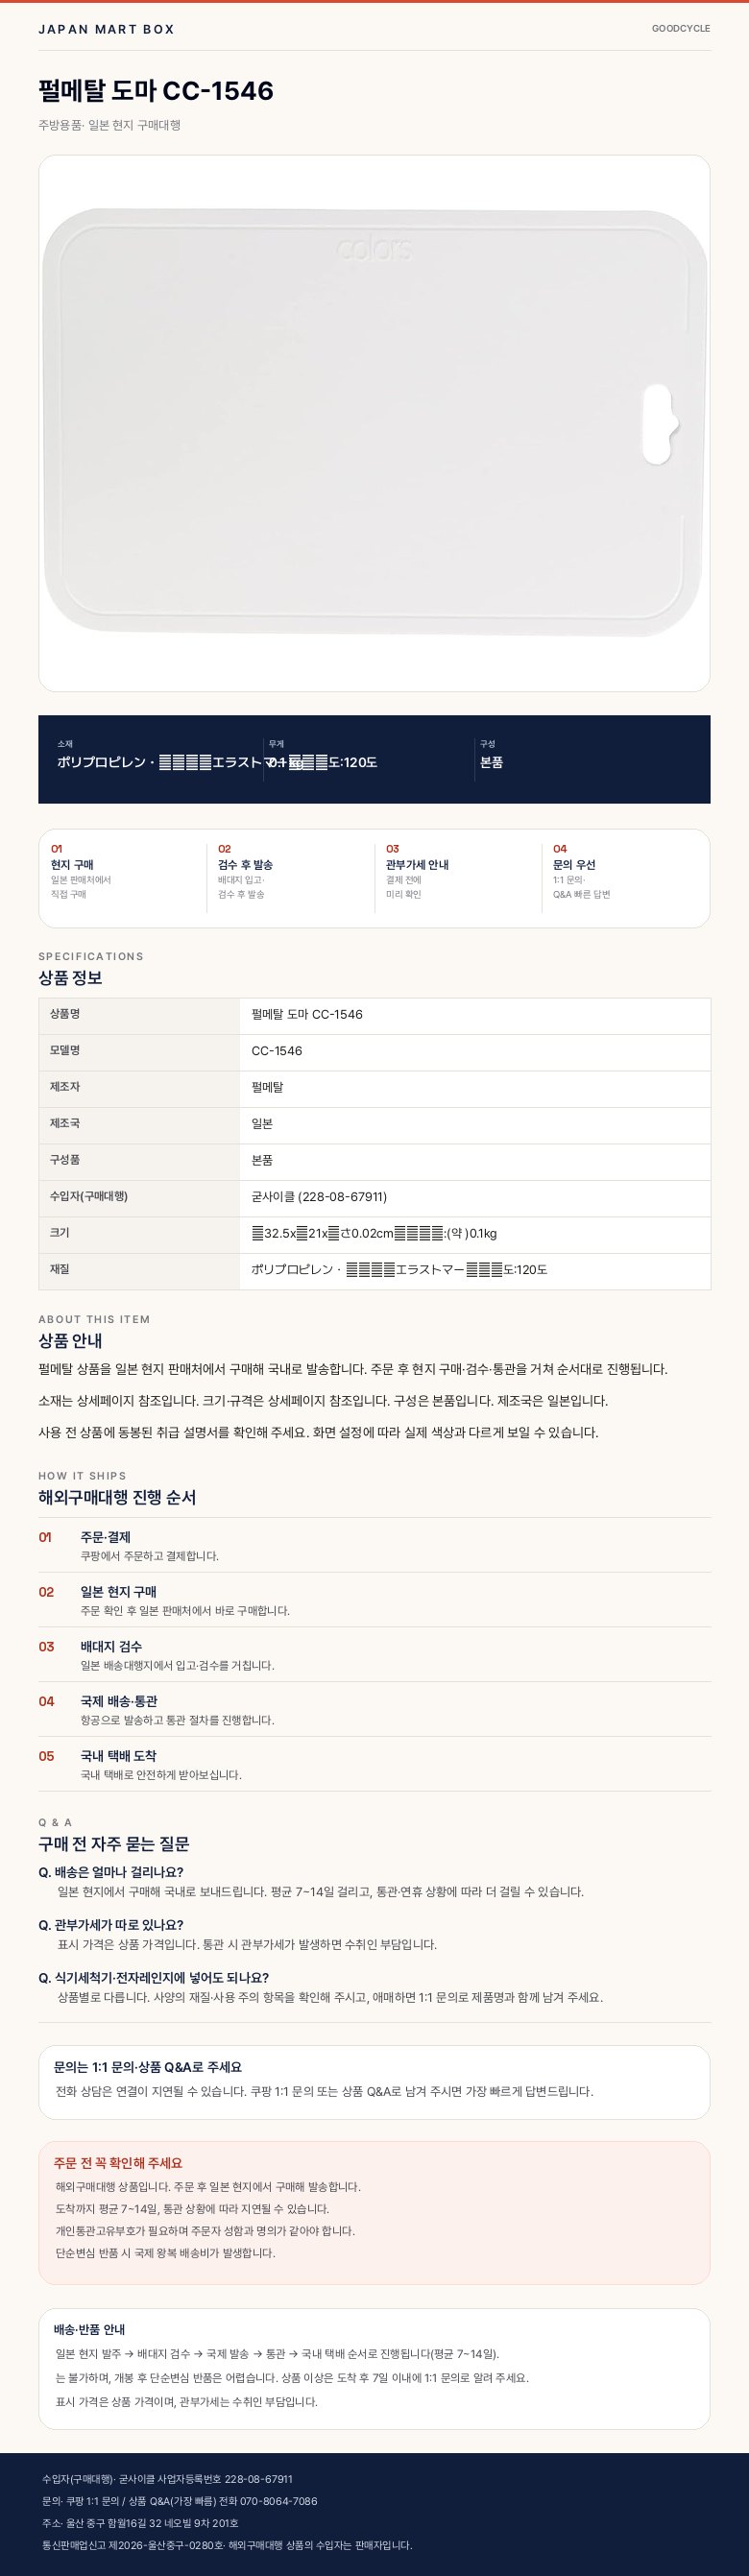 JAPAN MART BOX
GOODCYCLE
펄메탈 도마 CC-1546
주방용품· 일본 현지 구매대행
colors
소재
무게
구성
ポリプロピレン・
エラストマー
도:120도
0.1 kg
본품
01
02
03
04
현지 구매
검수 후 발송
관부가세 안내
문의 우선
일본 판매처에서
직접 구매
배대지 입고·
검수 후 발송
결제 전에
미리 확인
1:1 문의·
Q&A 빠른 답변
SPECIFICATIONS
상품 정보
상품명
펄메탈 도마 CC-1546
모델명
CC-1546
제조자
펄메탈
제조국
일본
구성품
본품
수입자(구매대행)
굳사이클 (228-08-67911)
크기
32.5x 21x さ0.02cm :(약 )0.1kg
재질
ポリプロピレン・ エラストマー 도:120도
ABOUT THIS ITEM
상품 안내
펄메탈 상품을 일본 현지 판매처에서 구매해 국내로 발송합니다. 주문 후 현지 구매·검수·통관을 거쳐 순서대로 진행됩니다.
소재는 상세페이지 참조입니다. 크기·규격은 상세페이지 참조입니다. 구성은 본품입니다. 제조국은 일본입니다.
사용 전 상품에 동봉된 취급 설명서를 확인해 주세요. 화면 설정에 따라 실제 색상과 다르게 보일 수 있습니다.
HOW IT SHIPS
해외구매대행 진행 순서
01
주문·결제
쿠팡에서 주문하고 결제합니다.
02
일본 현지 구매
주문 확인 후 일본 판매처에서 바로 구매합니다.
03
배대지 검수
일본 배송대행지에서 입고·검수를 거칩니다.
04
국제 배송·통관
항공으로 발송하고 통관 절차를 진행합니다.
05
국내 택배 도착
국내 택배로 안전하게 받아보십니다.
Q & A
구매 전 자주 묻는 질문
Q. 배송은 얼마나 걸리나요?
일본 현지에서 구매해 국내로 보내드립니다. 평균 7~14일 걸리고, 통관·연휴 상황에 따라 더 걸릴 수 있습니다.
Q. 관부가세가 따로 있나요?
표시 가격은 상품 가격입니다. 통관 시 관부가세가 발생하면 수취인 부담입니다.
Q. 식기세척기·전자레인지에 넣어도 되나요?
상품별로 다릅니다. 사양의 재질·사용 주의 항목을 확인해 주시고, 애매하면 1:1 문의로 제품명과 함께 남겨 주세요.
문의는 1:1 문의·상품 Q&A로 주세요
전화 상담은 연결이 지연될 수 있습니다. 쿠팡 1:1 문의 또는 상품 Q&A로 남겨 주시면 가장 빠르게 답변드립니다.
주문 전 꼭 확인해 주세요
해외구매대행 상품입니다. 주문 후 일본 현지에서 구매해 발송합니다.
도착까지 평균 7~14일, 통관 상황에 따라 지연될 수 있습니다.
개인통관고유부호가 필요하며 주문자 성함과 명의가 같아야 합니다.
단순변심 반품 시 국제 왕복 배송비가 발생합니다.
배송·반품 안내
일본 현지 발주 → 배대지 검수 → 국제 발송 → 통관 → 국내 택배 순서로 진행됩니다(평균 7~14일).
는 불가하며, 개봉 후 단순변심 반품은 어렵습니다. 상품 이상은 도착 후 7일 이내에 1:1 문의로 알려 주세요.
표시 가격은 상품 가격이며, 관부가세는 수취인 부담입니다.
수입자(구매대행)· 굳사이클 사업자등록번호 228-08-67911
문의· 쿠팡 1:1 문의 / 상품 Q&A(가장 빠름) 전화 070-8064-7086
주소· 울산 중구 함월16길 32 네오빌 9차 201호
통신판매업신고 제2026-울산중구-0280호· 해외구매대행 상품의 수입자는 판매자입니다.